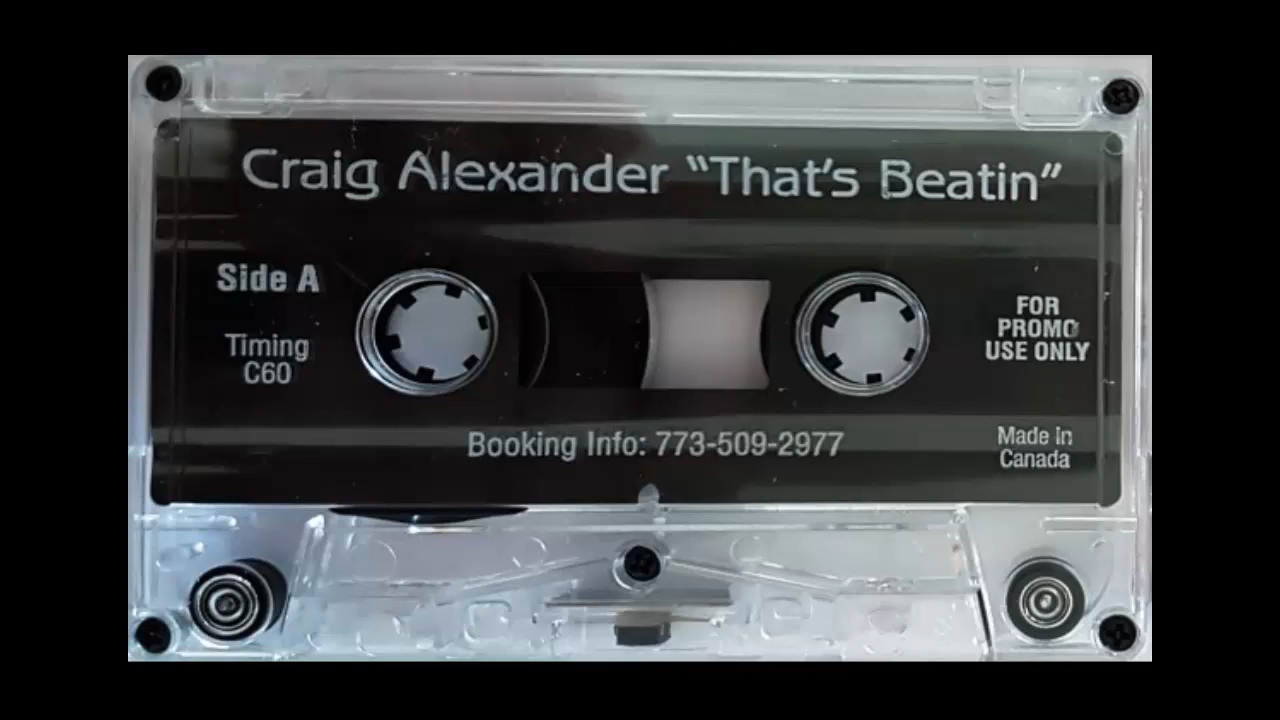 Craig Alexander “That's Beatin”
Side A
Timing
C60
FOR
PROMO
USE ONLY
Booking Info: 773-509-2977
Made In
Canada